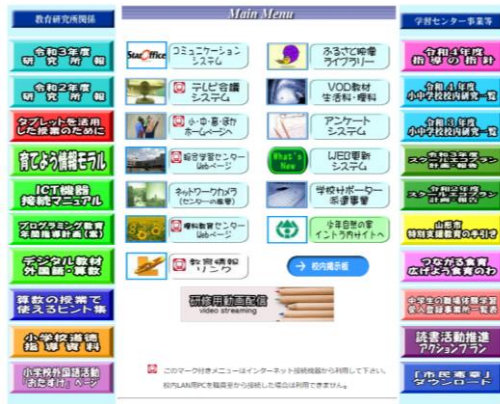 教育研究所関係
令和3年度
研究所報
令和2年度
研究所報
タブレットを活用
した授業のために
育てよう情報モラル
ICT機器
接続マニュアル
プログラミング教育
年間指導計画
デジタル教材
外国語・算数
算数の授業で
使えるヒント集
小学校道徳
指導資料
小学校外国語活動
「おたすけ」ページ
Main Menu
StarOffice
コミュニケーション
システム
テレビ会議
システム
小・中・養・ほか
ホームページへ
総合学習センター
Webページ
ネットワークカメラ
(センターの風景)
理科教育センター
Webページ
教育情報
リンク
ふるさと映像
ライブラリー
VOD教材
生活科・理科
アンケート
システム
What's
New
WEB更新
システム
学校サポーター
派遣事業
少年自然の家
イントラ内サイトへ
校内掲示板
研修用動画配信
video streaming
このマーク付きメニューはインターネット接続機器から利用して下さい。
校内LAN用PCを職員室から接続した場合は利用できません。
学習センター事業等
令和4年度
指導の指針
令和4年度
小中学校校内研究一覧
令和3年度
小中学校校内研究一覧
令和3年度
スクールプラン
計画・報告
令和2年度
スクールプラン
計画・報告
山形市
特別支援教育の手引き
つながる食育
広げよう食育のわ
中学生の職場体験学習
受入登録事業所一覧表
読書活動推進
アクションプラン
「市民憲章」
ダウンロード